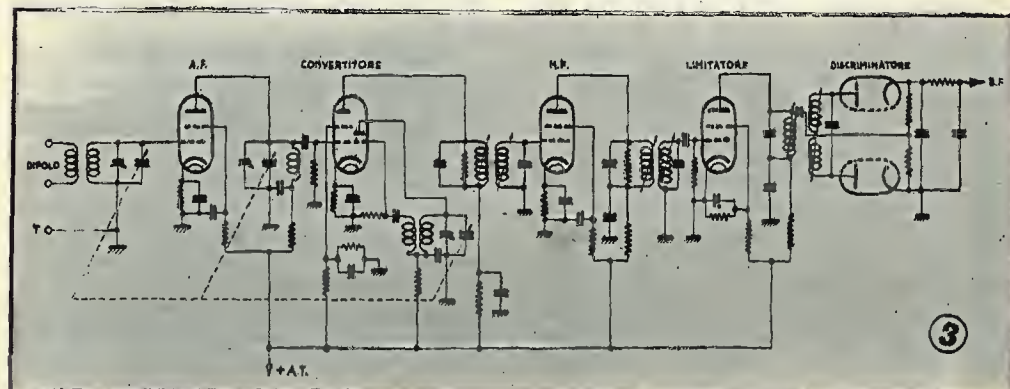 A.F.
CONVERTITORE
M.F.
LIMITATORE
DISCRIMINATORE
B.F
DIPOLO
T
+A.T.
3